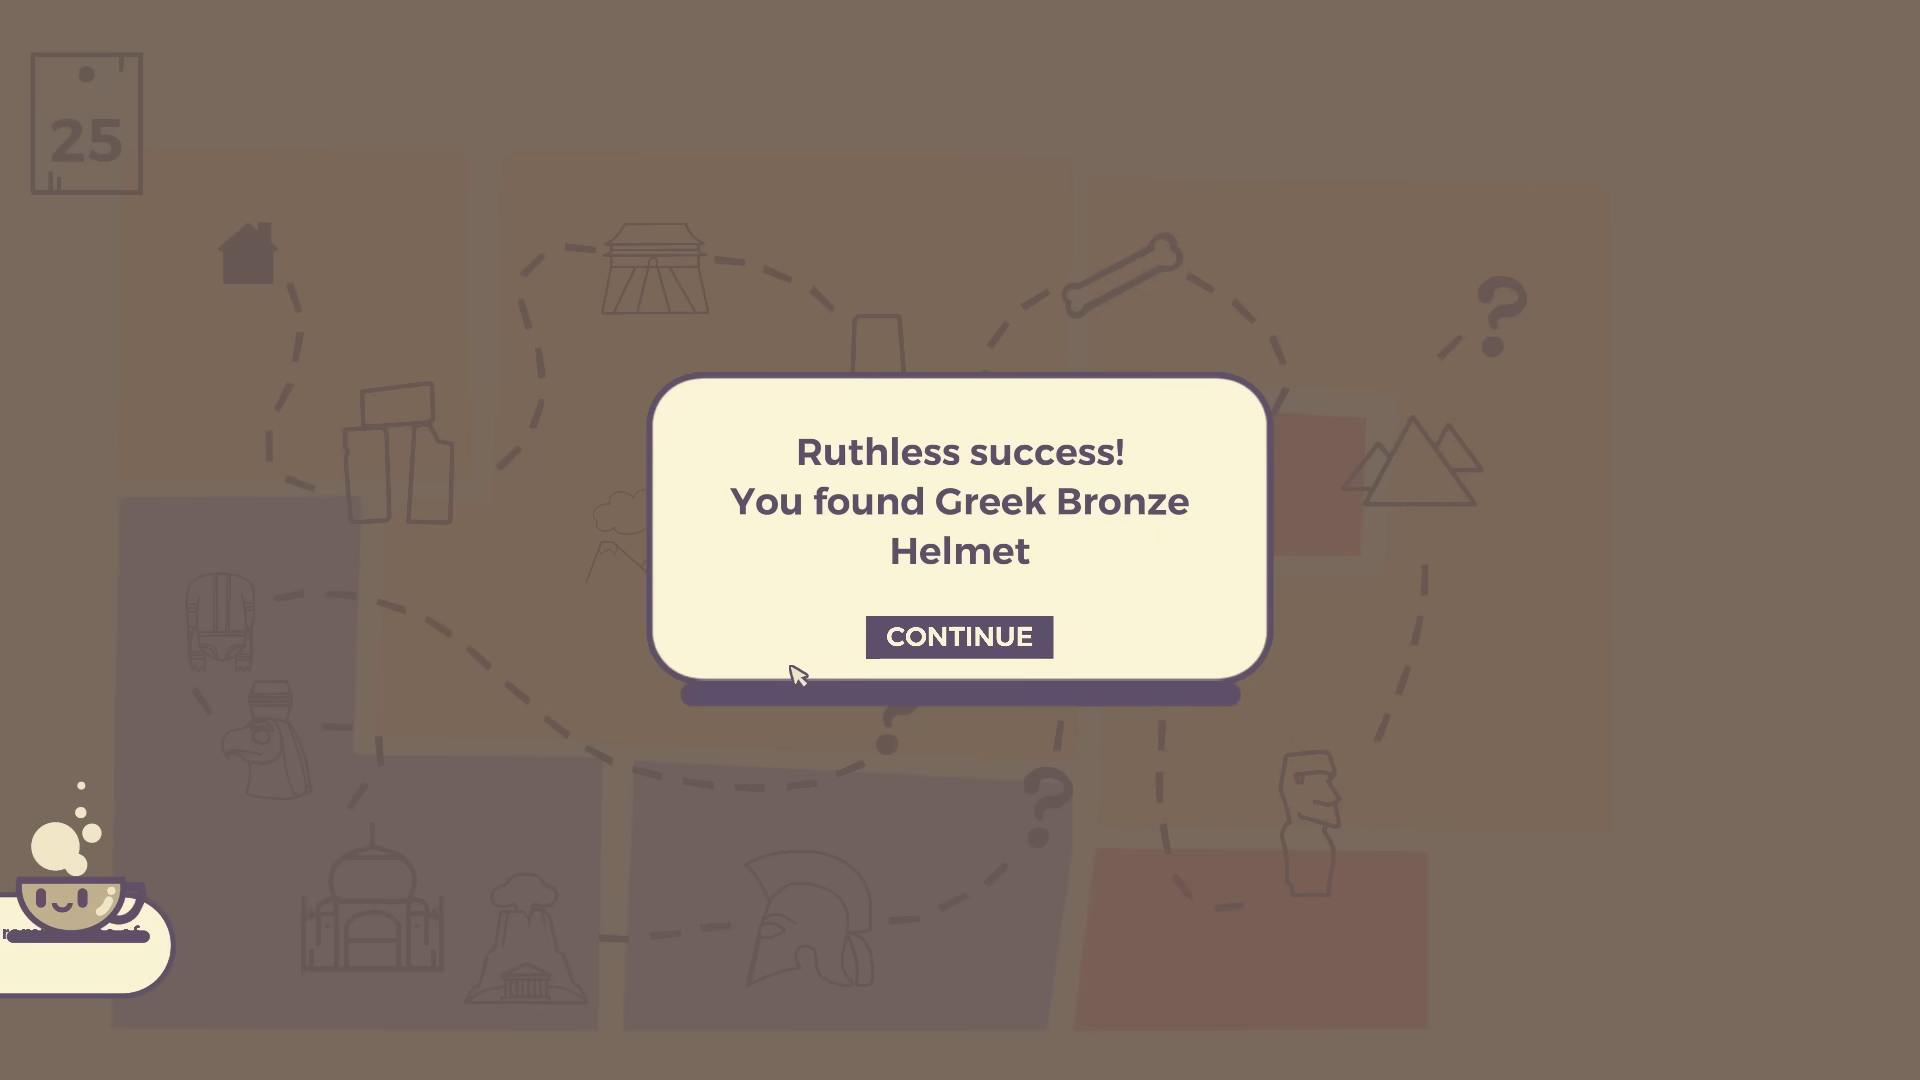 25
?
Ruthless success!
You found Greek Bronze
Helmet
CONTINUE
?
?